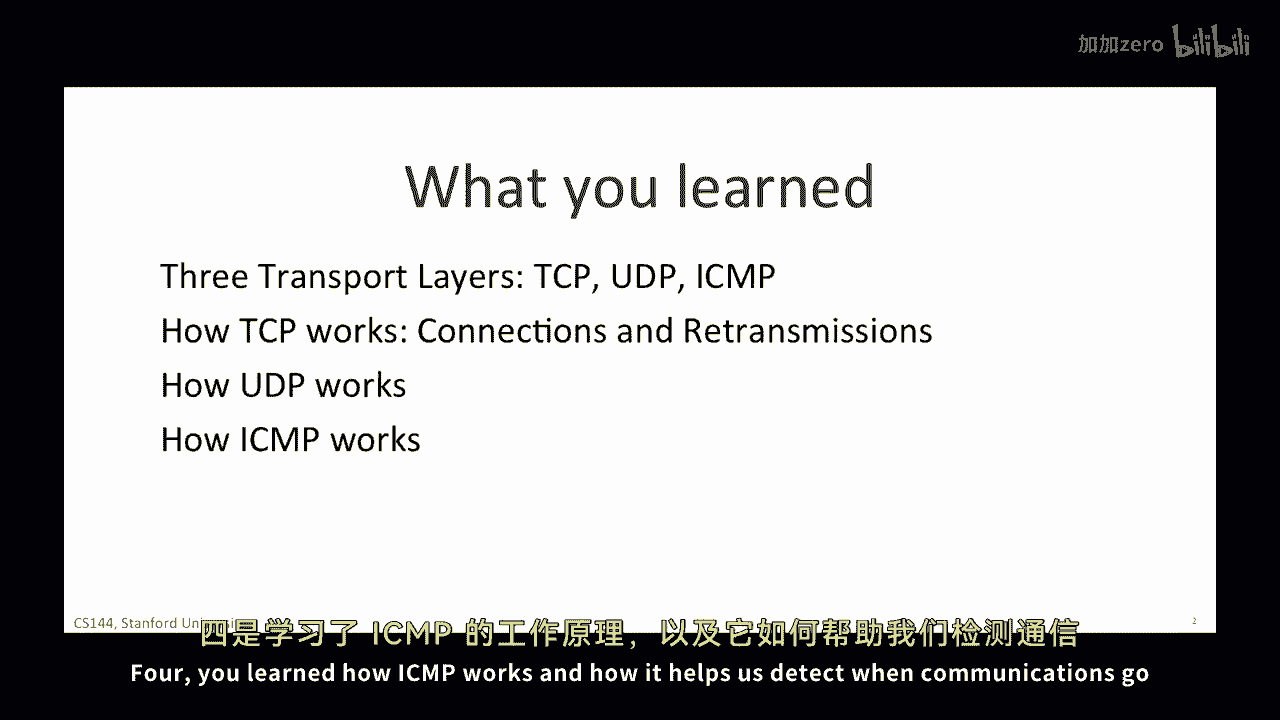 加加zero bilibili
What you learned
Three Transport Layers: TCP, UDP, ICMP
How TCP works: Connections and Retransmissions
How UDP works
How ICMP works
CS144, Stanford Un
2
四是学习了 ICMP 的工作原理，以及它如何帮助我们检测通信
Four, you learned how ICMP works and how it helps us detect when communications go